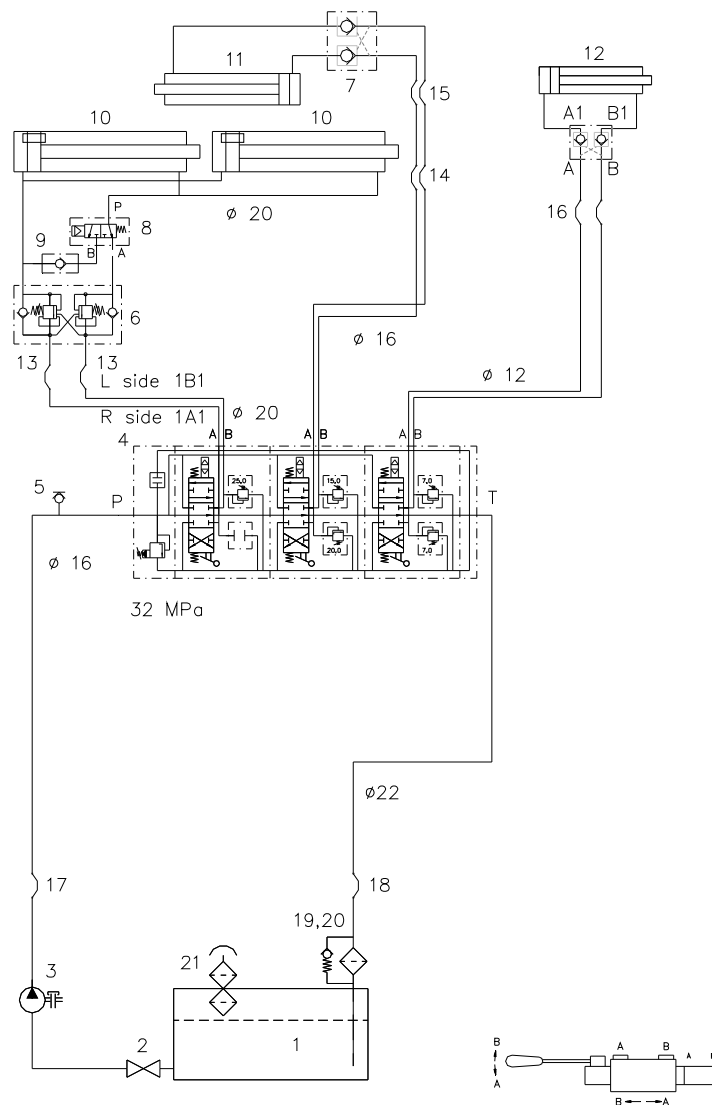 11
7
12
15
A1 B1
10
10
14
A B
16
P
ø 20
8
9
B
A
6
ø 16
13
13
L side 1B1
ø 12
R side 1A1
ø 20
4
A B
A B
A B
5
P
25,0
15,0
7,0
T
ø 16
20,0
7,0
32 MPa
ø22
17
18
19,20
3
21
2
1
A
B
B
A
A
B
A